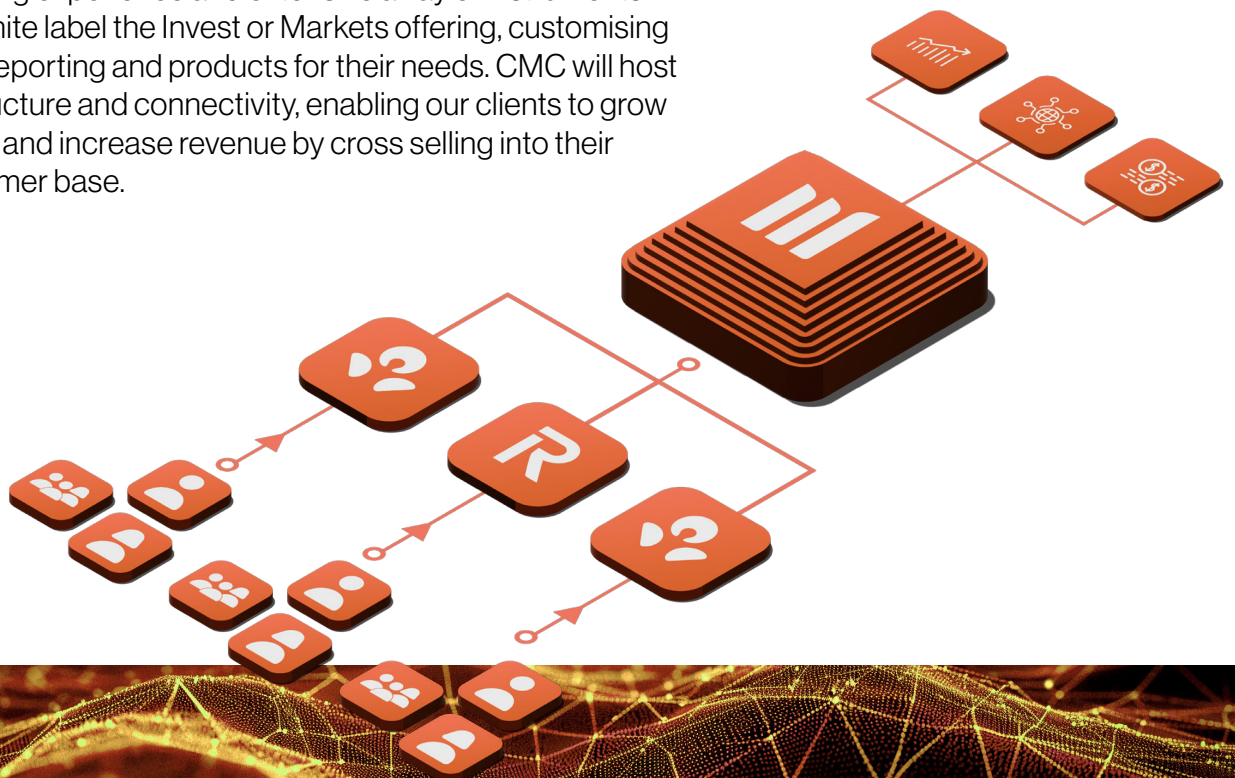 hite label the Invest or Markets offering, customising
eporting and products for their needs. CMC will host
cture and connectivity, enabling our clients to grow
and increase revenue by cross selling into their
mer base.
R